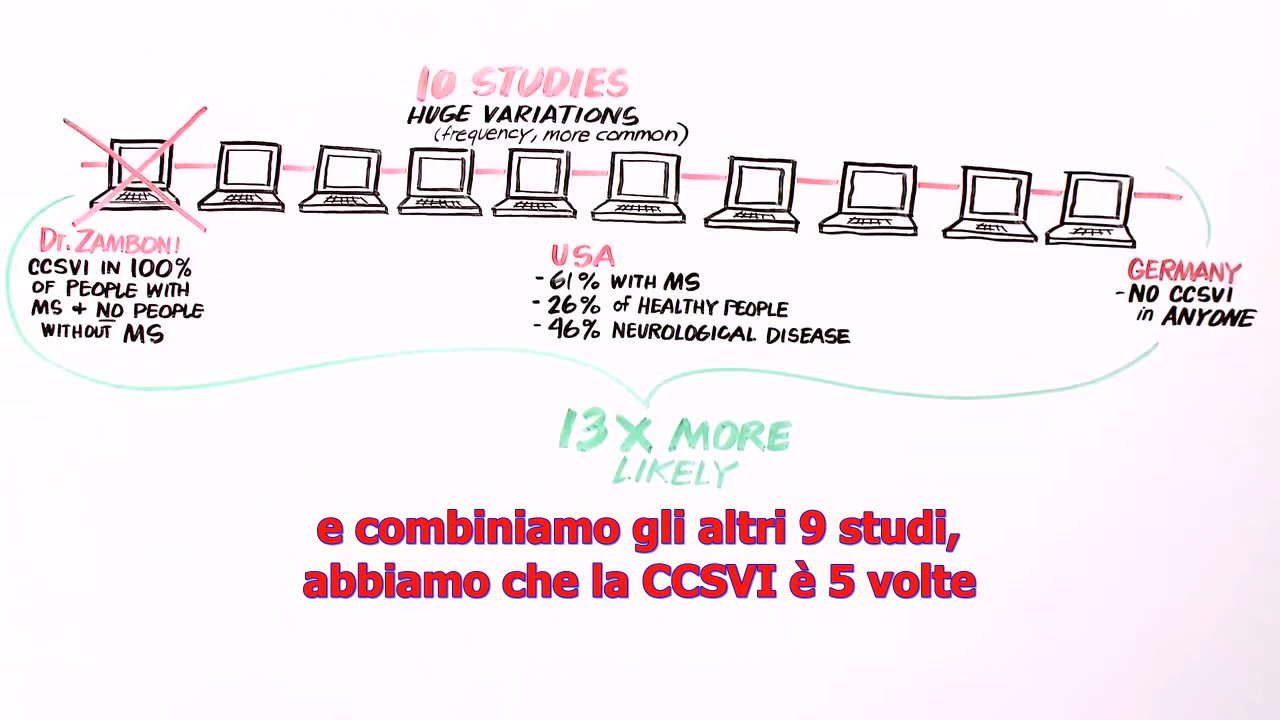 10 STUDIES
HUGE VARIATIONS
(frequency, more common)
Dr. ZAMBONI
CCSVI IN 100%
OF PEOPLE WITH
MS + NO PEOPLE
WITHOUT MS
USA
- 61% WITH MS
- 26% of HEALTHY PEOPLE
- 46% NEUROLOGICAL DISEASE
GERMANY
- NO CCSVI
in ANYONE
13X MORE
LIKELY
e combiniamo gli altri 9 studi,
abbiamo che la CCSVI è 5 volte